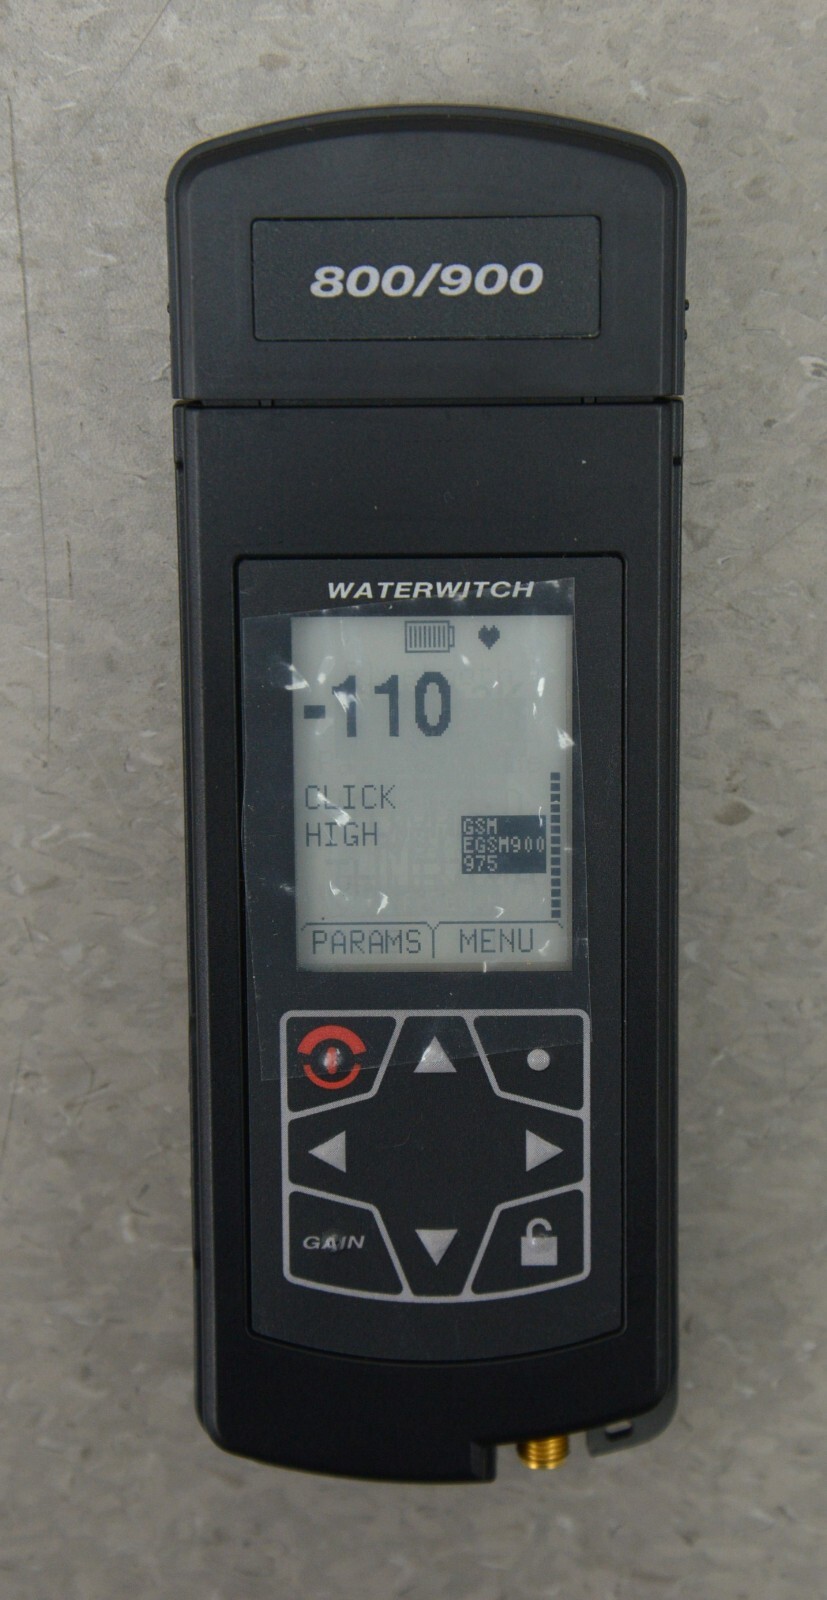 800/900
WATERWITCH
-110
CLICK
HIGH
GSM
EGSM900
975
PARAMS MENU
GAIN